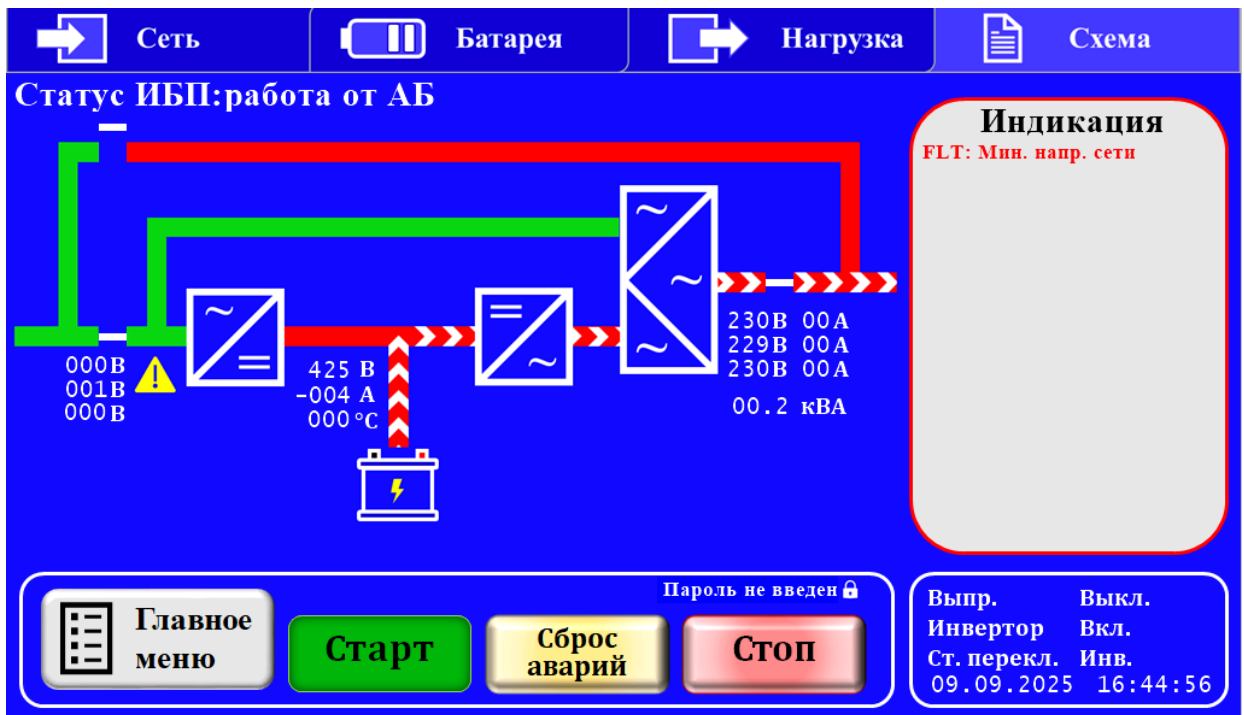 Сеть
Батарея
Нагрузка
Схема
Статус ИБП:работа от АБ
Индикация
FLT: Мин. напр. сети
000В
001В
000В
425 В
-004 А
000°С
230В 00А
229В 00А
230В 00А
00.2 кВА
Пароль не введен
Главное
меню
Старт
Сброс
аварий
Стоп
Выпр. Выкл.
Инвертор Вкл.
Ст. перекл. Инв.
09.09.2025 16:44:56